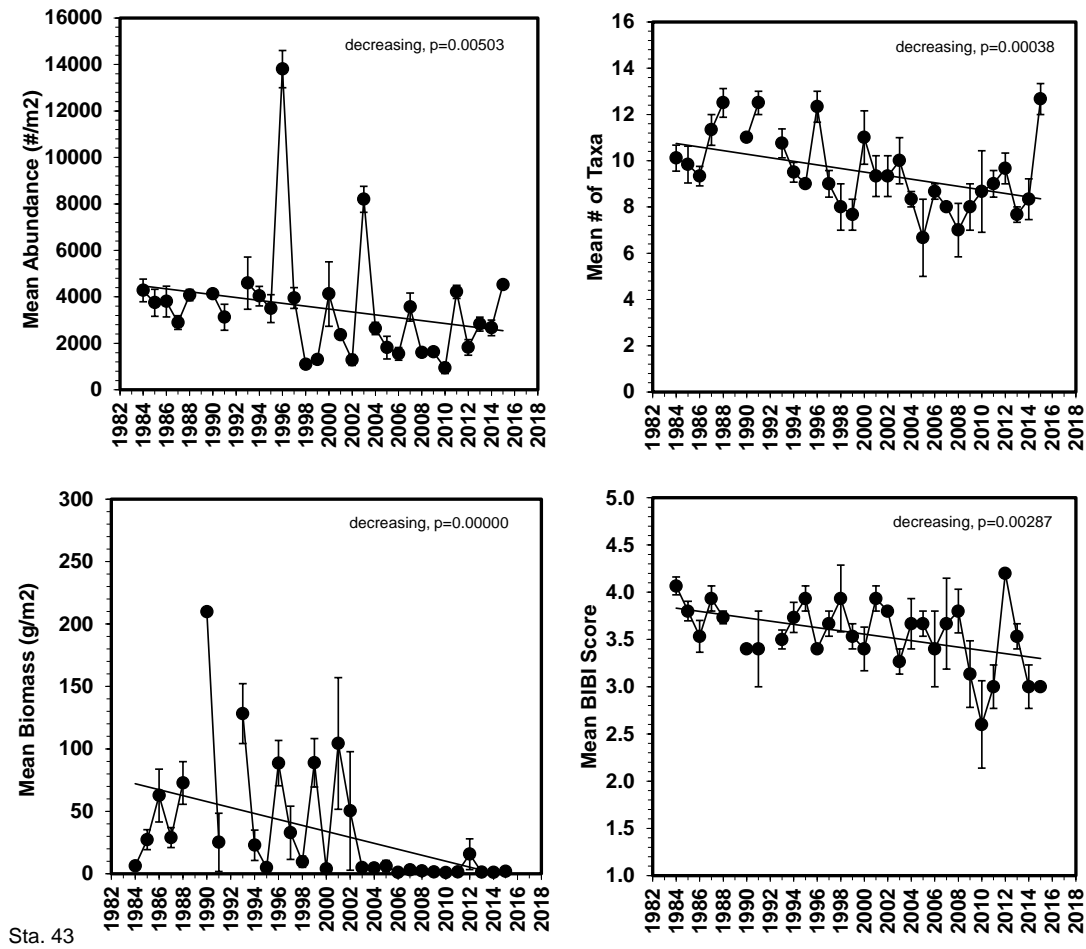 Mean Abundance (#/m2)
16000
14000
12000
10000
8000
6000
4000
2000
0
decreasing, p=0.00503
1982 1984 1986 1988 1990 1992 1994 1996 1998 2000 2002 2004 2006 2008 2010 2012 2014 2016 2018
Mean # of Taxa
16
14
12
10
8
6
4
2
0
decreasing, p=0.00038
1982 1984 1986 1988 1990 1992 1994 1996 1998 2000 2002 2004 2006 2008 2010 2012 2014 2016 2018
Mean Biomass (g/m2)
300
250
200
150
100
50
0
decreasing, p=0.00000
1982 1984 1986 1988 1990 1992 1994 1996 1998 2000 2002 2004 2006 2008 2010 2012 2014 2016 2018
Mean BIBI Score
5.0
4.5
4.0
3.5
3.0
2.5
2.0
1.5
1.0
decreasing, p=0.00287
1982 1984 1986 1988 1990 1992 1994 1996 1998 2000 2002 2004 2006 2008 2010 2012 2014 2016 2018
Sta. 43